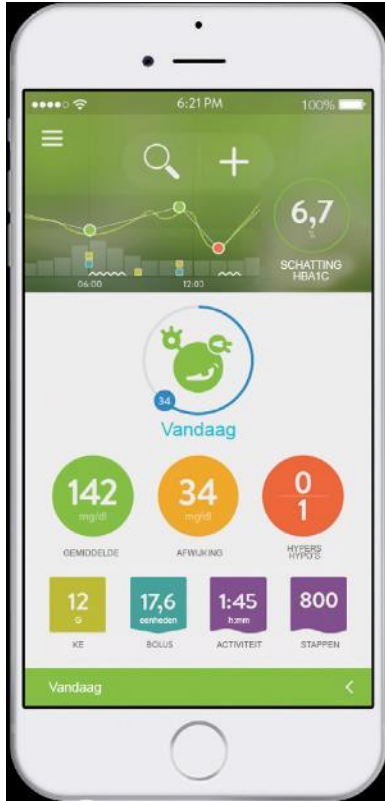 6:21 PM
100%
6,7
%
SCHATTING
HBA1C
06:00
12:00
34
Vandaag
142
mg/dl
34
mg/dl
0
1
GEMIDDELDE
AFWIJKING
HYPERS
HYPO'S
12
G
17,6
eenheden
1:45
h:mm
800
KE
BOLUS
ACTIVITEIT
STAPPEN
Vandaag